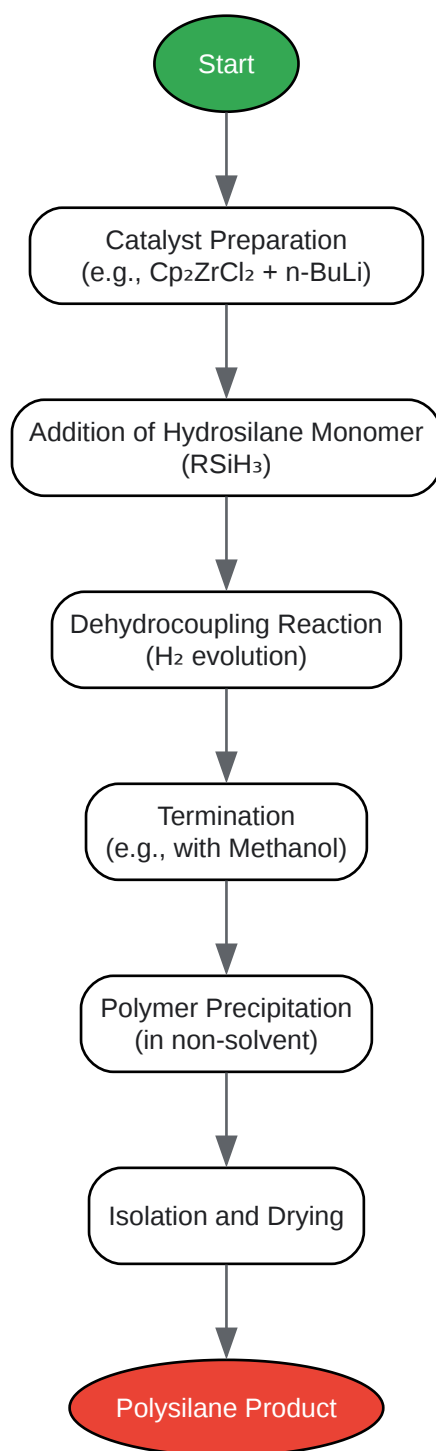 Start
Catalyst Preparation
(e.g., Cp₂ZrCl₂ + n-BuLi)
Addition of Hydrosilane Monomer
(RSiH₃)
Dehydrocoupling Reaction
(H₂ evolution)
Termination
(e.g., with Methanol)
Polymer Precipitation
(in non-solvent)
Isolation and Drying
Polysilane Product